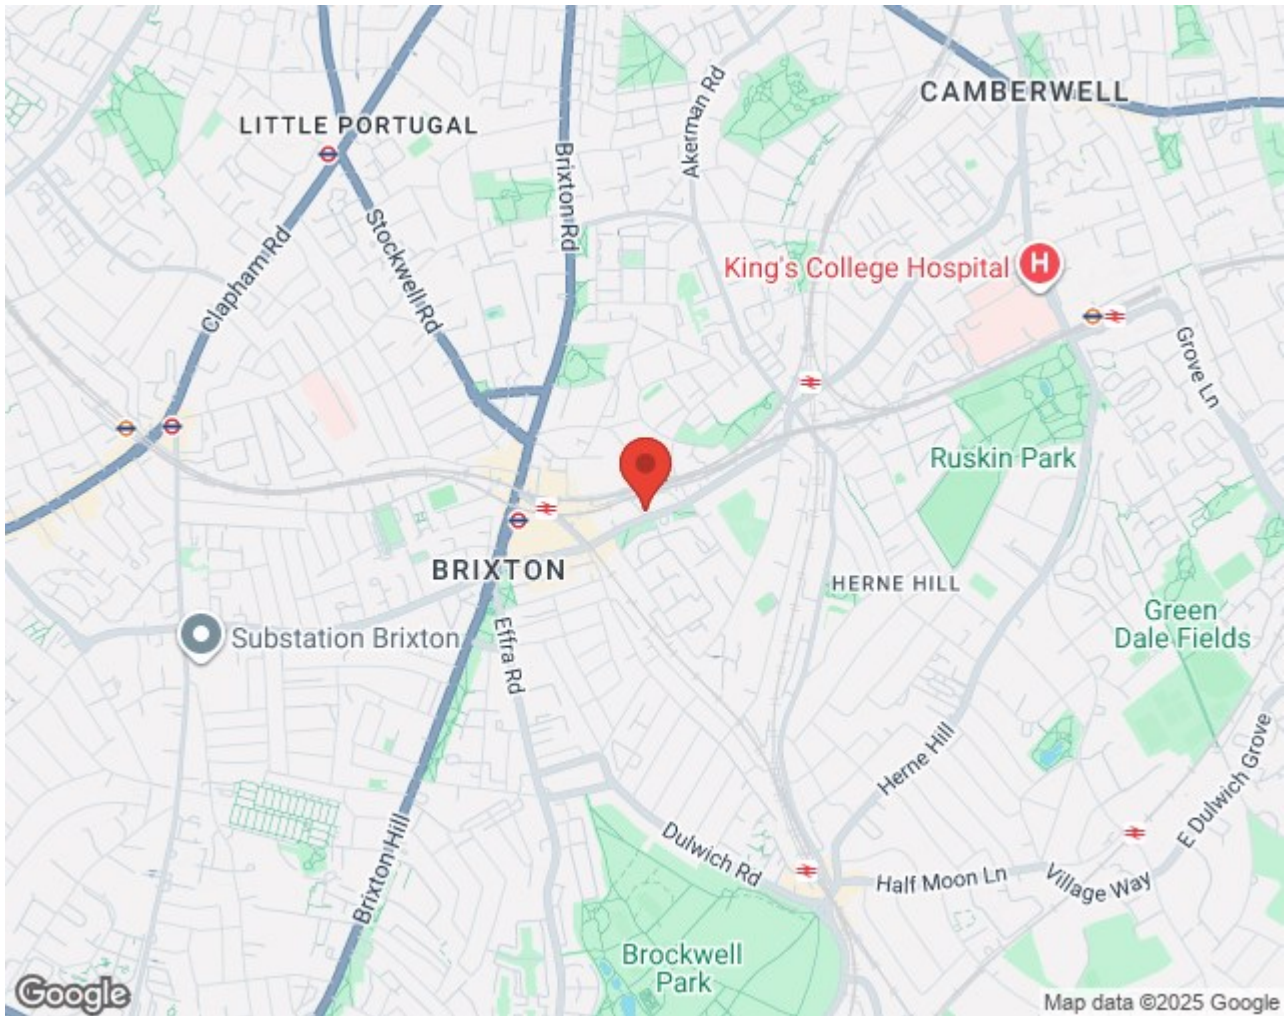 CAMBERWELL
LITTLE PORTUGAL
Akerman Rd
Brixton Rd
Stockwell Rd
Clapham Rd
King's College Hospital
H
Grove Ln
Ruskin Park
BRIXTON
HERNE HILL
Green
Dale Fields
Substation Brixton
Effra Rd
Herne Hill
E Dulwich Grove
Brixton Hill
Dulwich Rd
Half Moon Ln
Village Way
Brockwell
Park
Google
Map data ©2025 Google